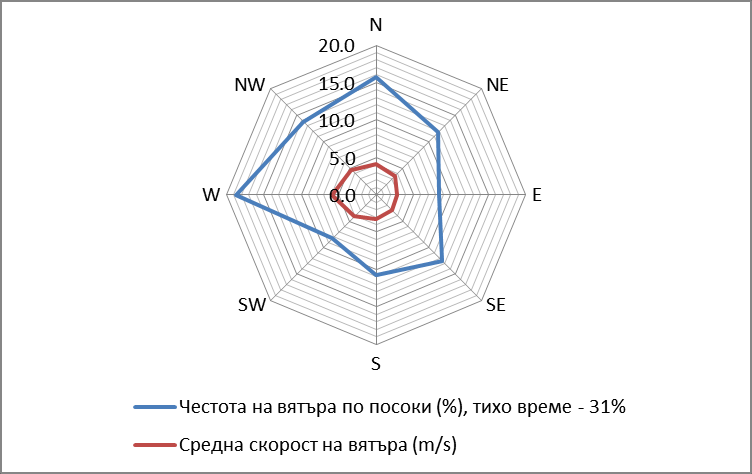 N
20.0
NW
15.0
NE
10.0
5.0
W
0.0
E
SW
SE
S
Честота на вятъра по посоки (%), тихо време - 31%
Средна скорост на вятъра (m/s)